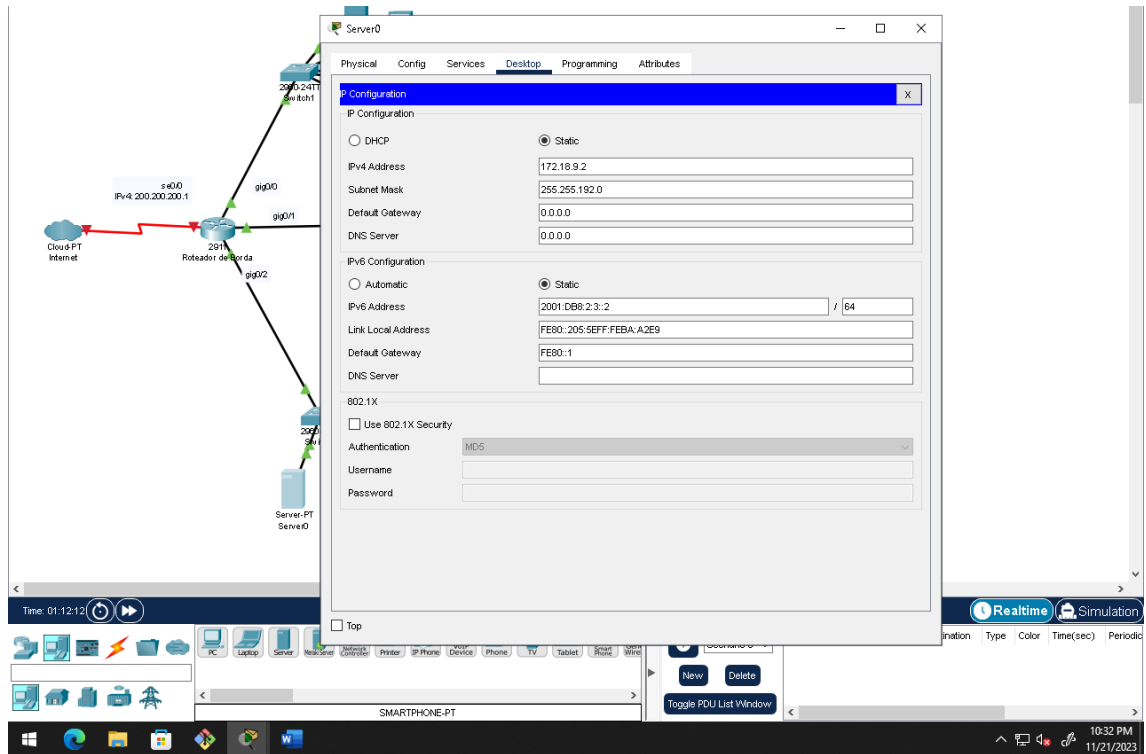 Server0
Physical Config Services Desktop Programming Attributes
IP Configuration X
IP Configuration
DHCP Static
IPv4 Address 172.18.9.2
Subnet Mask 255.255.192.0
Default Gateway 0.0.0.0
DNS Server 0.0.0.0
IPv6 Configuration
Automatic Static
IPv6 Address 2001:DB8:2:3::2 / 64
Link Local Address FE80::205:5EFF:FEBA:A2E9
Default Gateway FE80::1
DNS Server
802.1X
Use 802.1X Security
Authentication MD5
Username
Password
Top
2960-24TT
Switch1
se0/0
IPv4: 200.200.200.1
gig0/0
gig0/1
Cloud-PT
Internet
2911
Roteador de Borda
gig0/2
2960
Server-PT
Server0
Time: 01:12:12
Realtime Simulation
PC Laptop Server Printer IP Phone Device Phone TV Tablet Smart Phone
SMARTPHONE-PT
New Delete
Toggle PDU List Window
Type Color Time(sec) Periodic
10:32 PM
11/21/2023